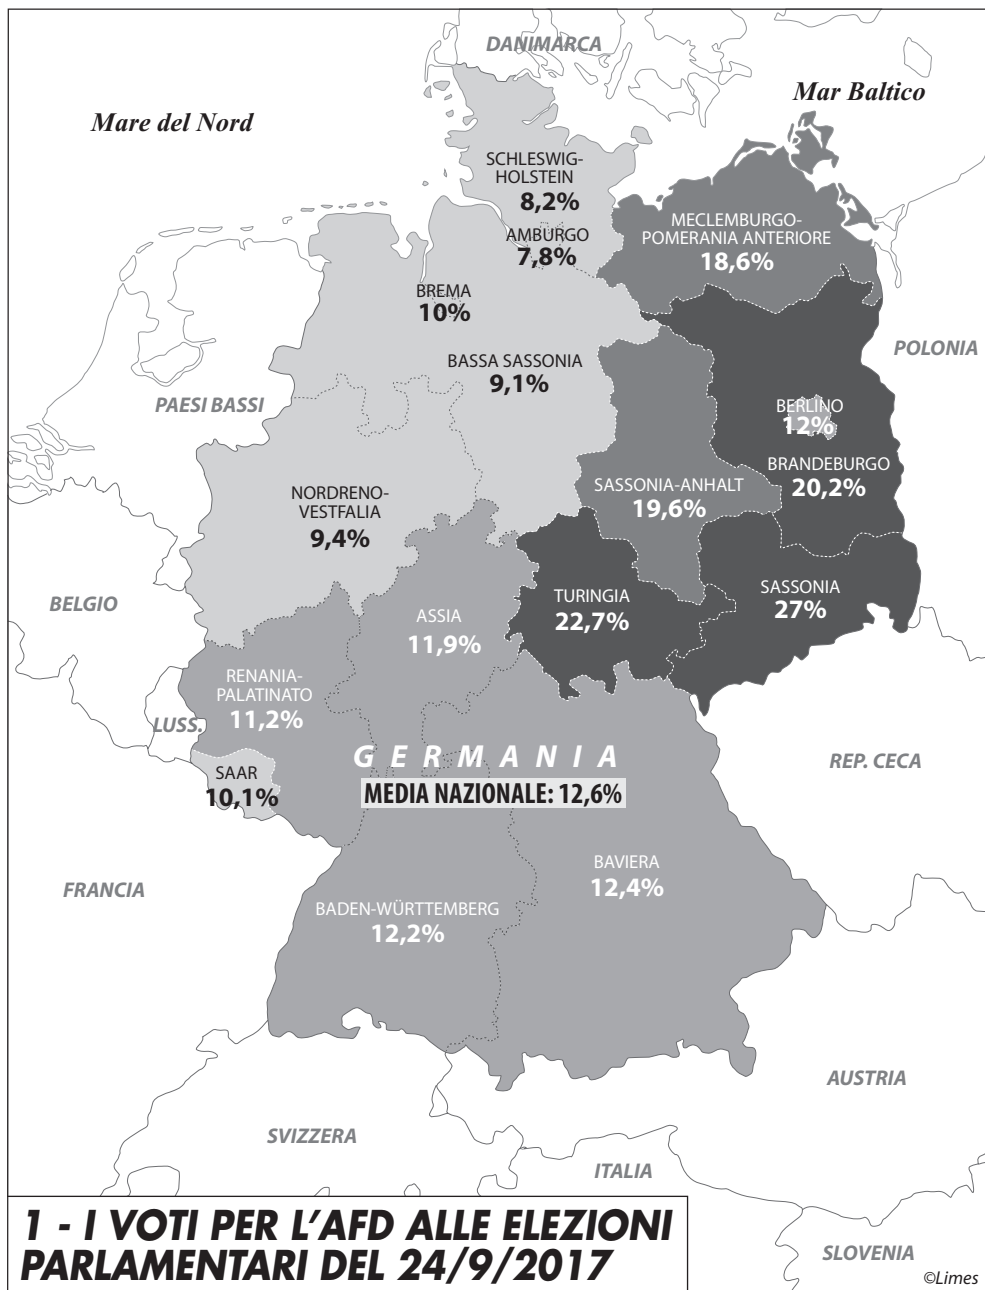 DANIMARCA
Mar Baltico
Mare del Nord
SCHLESWIG-
HOLSTEIN
8,2%
AMBURGO
7,8%
MECLEMBURGO-
POMERANIA ANTERIORE
18,6%
BREMA
10%
BASSA SASSONIA
9,1%
POLONIA
PAESI BASSI
BERLINO
12%
BRANDEBURGO
20,2%
SASSONIA-ANHALT
19,6%
NORDRENO-
VESTFALIA
9,4%
BELGIO
ASSIA
11,9%
TURINGIA
22,7%
SASSONIA
27%
RENANIA-
PALATINATO
11,2%
LUSS.
GERMANIA
MEDIA NAZIONALE: 12,6%
REP. CECA
SAAR
10,1%
FRANCIA
BAVIERA
12,4%
BADEN-WÜRTTEMBERG
12,2%
AUSTRIA
SVIZZERA
ITALIA
SLOVENIA
1 - I VOTI PER L'AFD ALLE ELEZIONI
PARLAMENTARI DEL 24/9/2017
©Limes